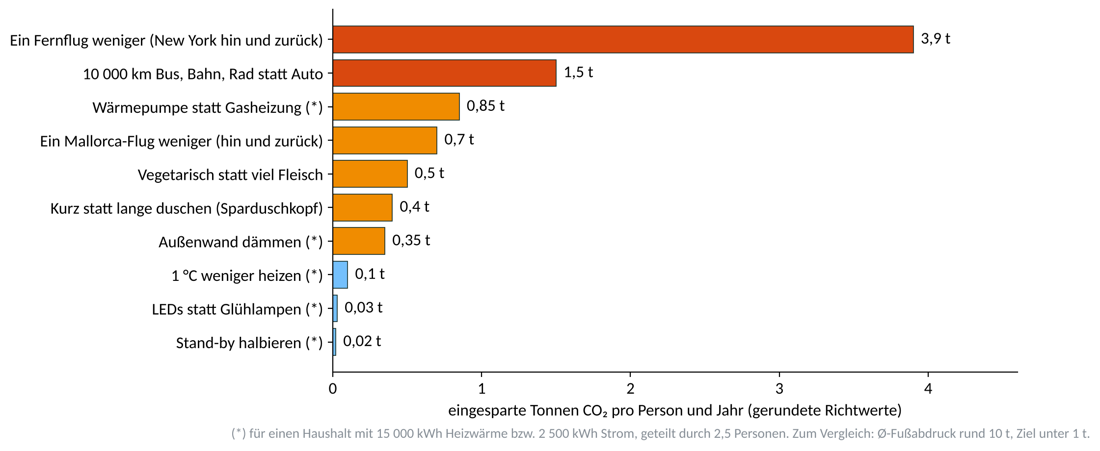 Ein Fernflug weniger (New York hin und zurück) 3,9 t
10 000 km Bus, Bahn, Rad statt Auto 1,5 t
Wärmepumpe statt Gasheizung (*) 0,85 t
Ein Mallorca-Flug weniger (hin und zurück) 0,7 t
Vegetarisch statt viel Fleisch 0,5 t
Kurz statt lange duschen (Sparduschkopf) 0,4 t
Außenwand dämmen (*) 0,35 t
1 °C weniger heizen (*) 0,1 t
LEDs statt Glühlampen (*) 0,03 t
Stand-by halbieren (*) 0,02 t
0 1 2 3 4
eingesparte Tonnen CO₂ pro Person und Jahr (gerundete Richtwerte)
(*) für einen Haushalt mit 15 000 kWh Heizwärme bzw. 2 500 kWh Strom, geteilt durch 2,5 Personen. Zum Vergleich: Ø-Fußabdruck rund 10 t, Ziel unter 1 t.